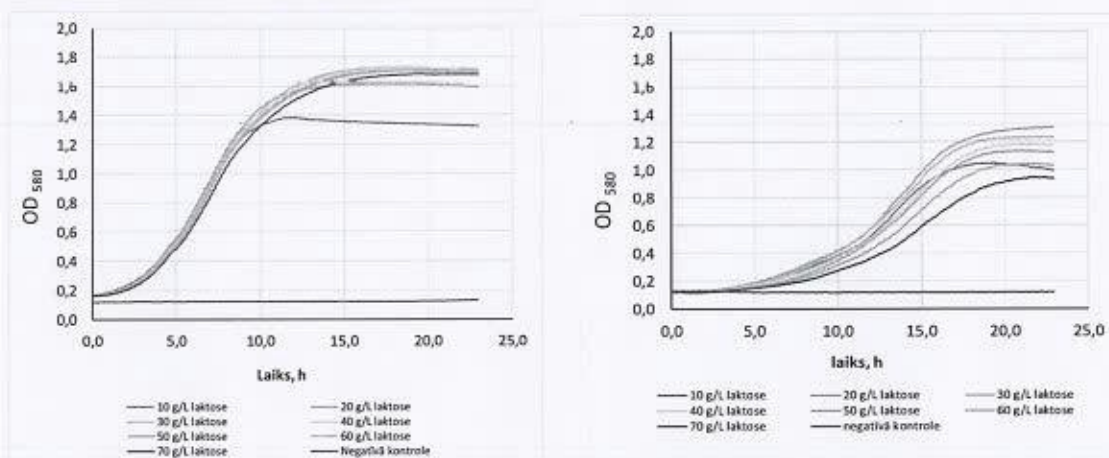 2,0
1,8
1,6
1,4
1,2
1,0
0,8
0,6
0,4
0,2
0,0
OD 580
0,0 5,0 10,0 15,0 20,0 25,0
Laiks, h
10 g/L laktose 20 g/L laktose
30 g/L laktose 40 g/L laktose
50 g/L laktose 60 g/L laktose
70 g/L laktose Negatīvā kontrole
2,0
1,8
1,6
1,4
1,2
1,0
0,8
0,6
0,4
0,2
0,0
OD 580
0,0 5,0 10,0 15,0 20,0 25,0
laiks, h
10 g/L laktose 20 g/L laktose 30 g/L laktose
40 g/L laktose 50 g/L laktose 60 g/L laktose
70 g/L laktose negatīvā kontrole